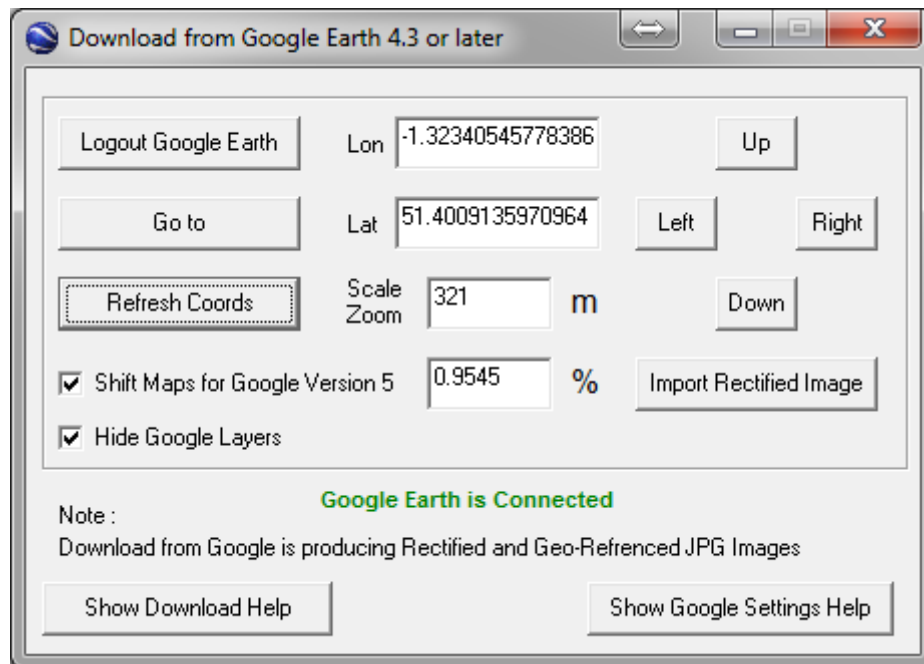 Download from Google Earth 4.3 or later
Logout Google Earth
Lon
-1.32340545778386
Up
Go to
Lat
51.4009135970964
Left
Right
Refresh Coords
Scale
Zoom
321
m
Down
Shift Maps for Google Version 5
0.9545
%
Import Rectified Image
Hide Google Layers
Google Earth is Connected
Note :
Download from Google is producing Rectified and Geo-Refrenced JPG Images
Show Download Help
Show Google Settings Help